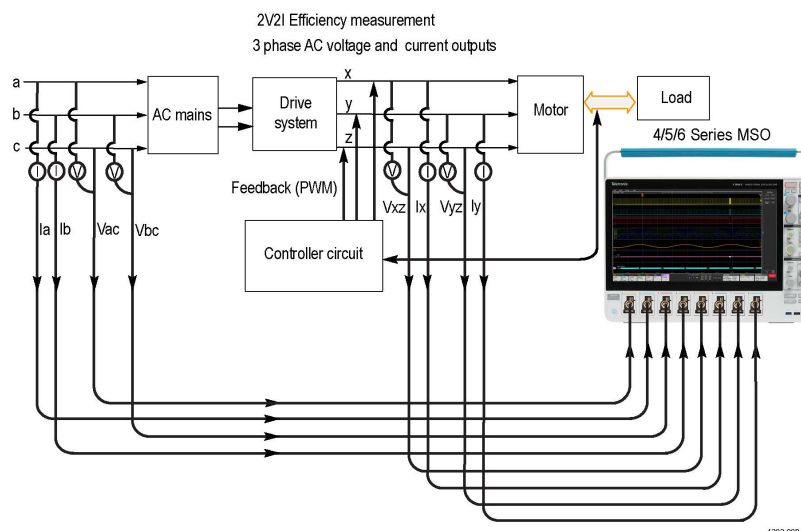 2V2I Efficiency measurement
3 phase AC voltage and current outputs
a
b
c
AC mains
Drive
system
x
y
z
Motor
Load
4/5/6 Series MSO
I
I
V
V
V
I
V
I
Feedback (PWM)
Ia
Ib
Vac
Vbc
Vxz
Ix
Vyz
Iy
Controller circuit
Tektronix